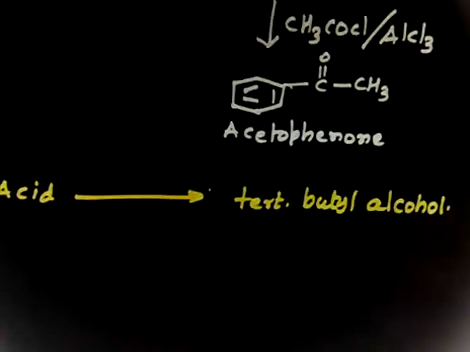 CH3COCl/AlCl3
O
C—CH3
Acetophenone
Acid → tert. butyl alcohol.